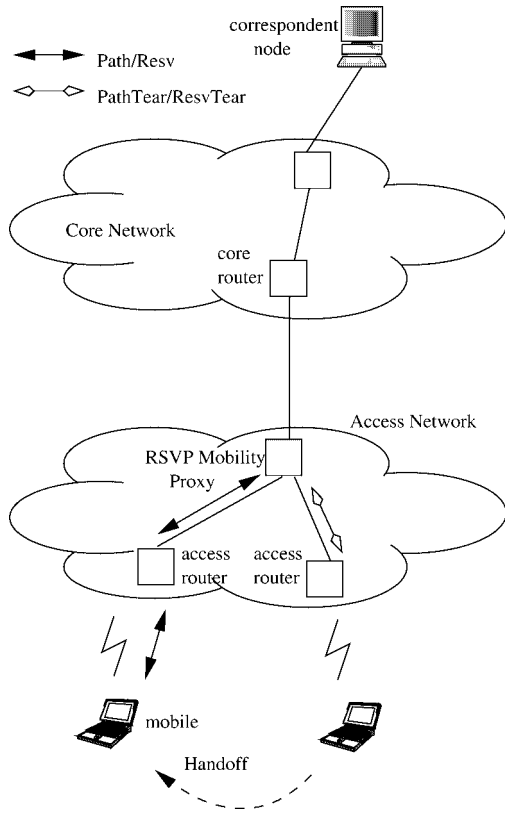 correspondent
node
Path/Resv
PathTear/ResvTear
Core Network
core
router
Access Network
RSVP Mobility
Proxy
access
router
access
router
mobile
Handoff